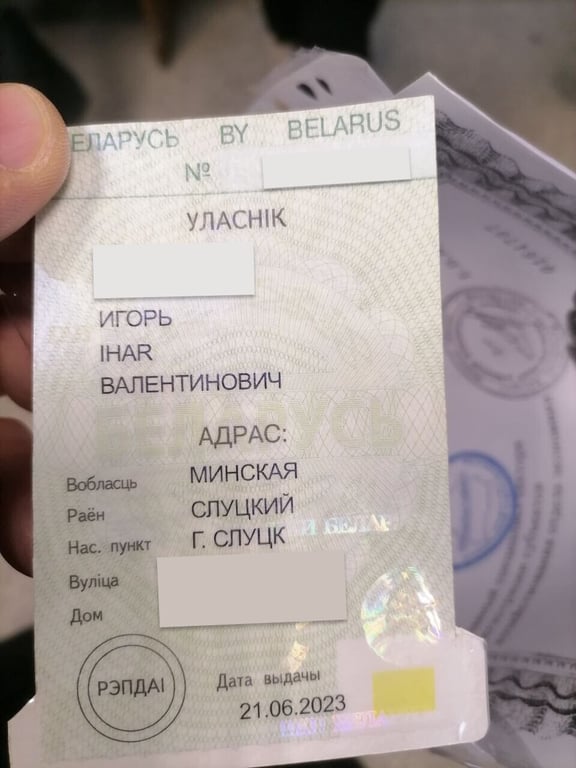 ЕЛАРУСЬ BY BELARUS
№
УЛАСНІК
ИГОРЬ
IHAR
ВАЛЕНТИНОВИЧ
АДРАС:
Вобласць МИНСКАЯ
Раён СЛУЦКИЙ
Нас. пункт Г. СЛУЦК
Вуліца
Дом
РЭПДАІ
Дата выдачы
21.06.2023